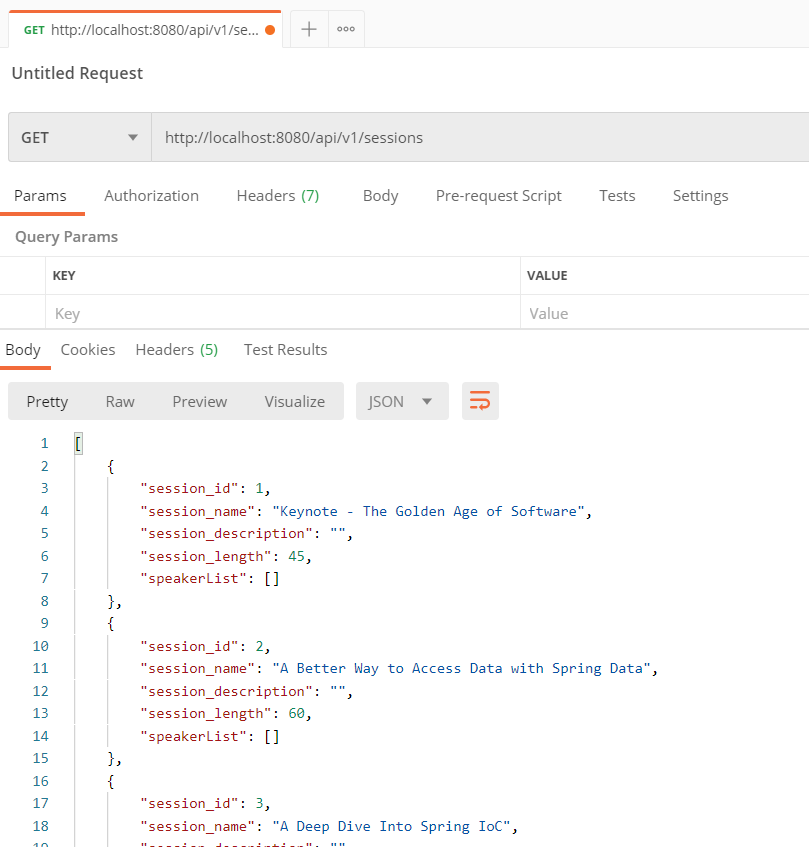 GET http://localhost:8080/api/v1/se...
Untitled Request
GET http://localhost:8080/api/v1/sessions
Params Authorization Headers (7) Body Pre-request Script Tests Settings
Query Params
KEY VALUE
Key Value
Body Cookies Headers (5) Test Results
Pretty Raw Preview Visualize JSON
1 [
2 {
3 "session_id": 1,
4 "session_name": "Keynote - The Golden Age of Software",
5 "session_description": "",
6 "session_length": 45,
7 "speakerList": []
8 },
9 {
10 "session_id": 2,
11 "session_name": "A Better Way to Access Data with Spring Data",
12 "session_description": "",
13 "session_length": 60,
14 "speakerList": []
15 },
16 {
17 "session_id": 3,
18 "session_name": "A Deep Dive Into Spring IoC",
19 "session_description": ""